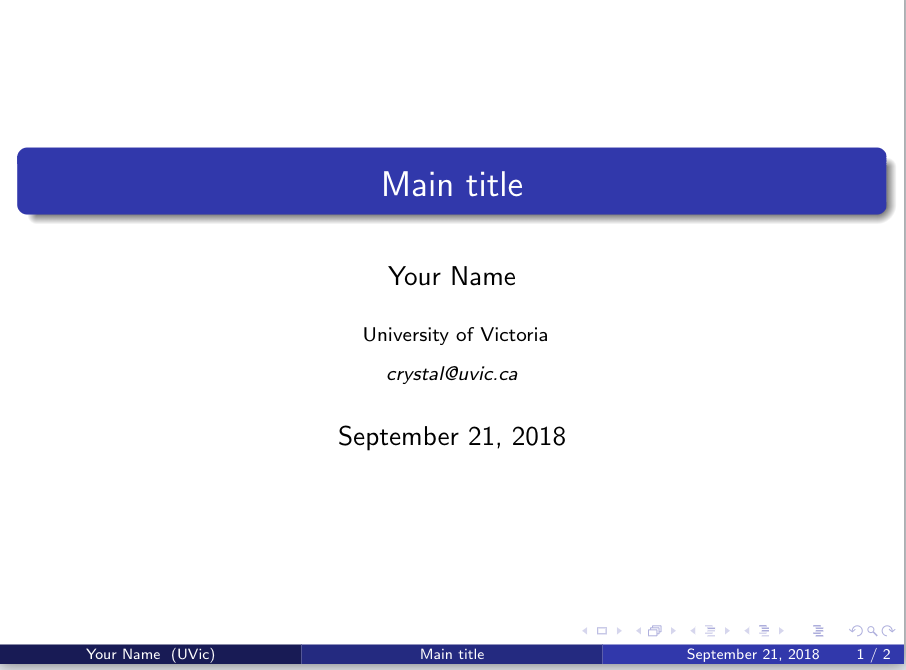 Main title
Your Name
University of Victoria
crystal@uvic.ca
September 21, 2018
Your Name (UVic) Main title September 21, 2018 1 / 2